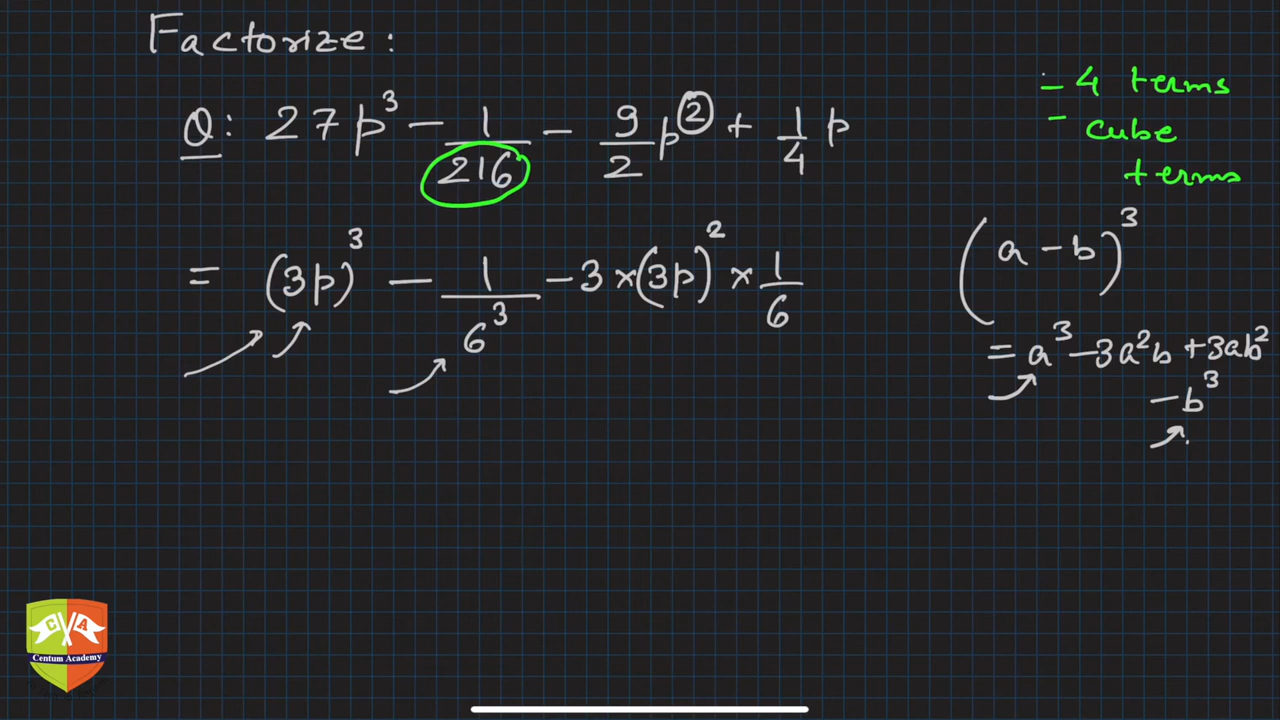 Factorize :
Q: 27p³ - 1/216 - 9/2 p² + 1/4 p
= (3p)³ - 1/6³ - 3 × (3p)² × 1/6
- 4 terms
- cube
terms
(a - b)³
= a³ - 3a²b + 3ab²
- b³
C A
Centum Academy